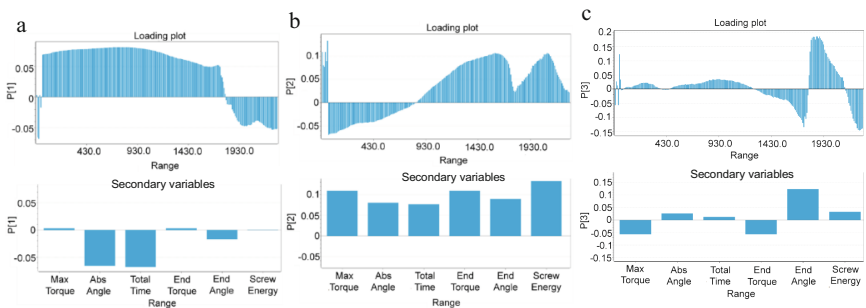 a
Loading plot
P[1]
0.05
0
-0.05
430.0 930.0 1430.0 1930.0
Range
Secondary variables
P[1]
0.05
0
-0.05
Max Torque
Abs Angle
Total Time
End Torque
End Angle
Screw Energy
Range
b
Loading plot
P[2]
0.1
0.05
0
-0.05
430.0 930.0 1430.0 1930.0
Range
Secondary variables
P[2]
0.1
0.05
0
-0.05
Max Torque
Abs Angle
Total Time
End Torque
End Angle
Screw Energy
Range
c
Loading plot
P[3]
0.2
0.15
0.1
0.05
0
-0.05
-0.1
-0.15
430.0 930.0 1430.0 1930.0
Range
Secondary variables
P[3]
0.15
0.1
0.05
0
-0.05
-0.1
-0.15
Max Torque
Abs Angle
Total Time
End Torque
End Angle
Screw Energy
Range